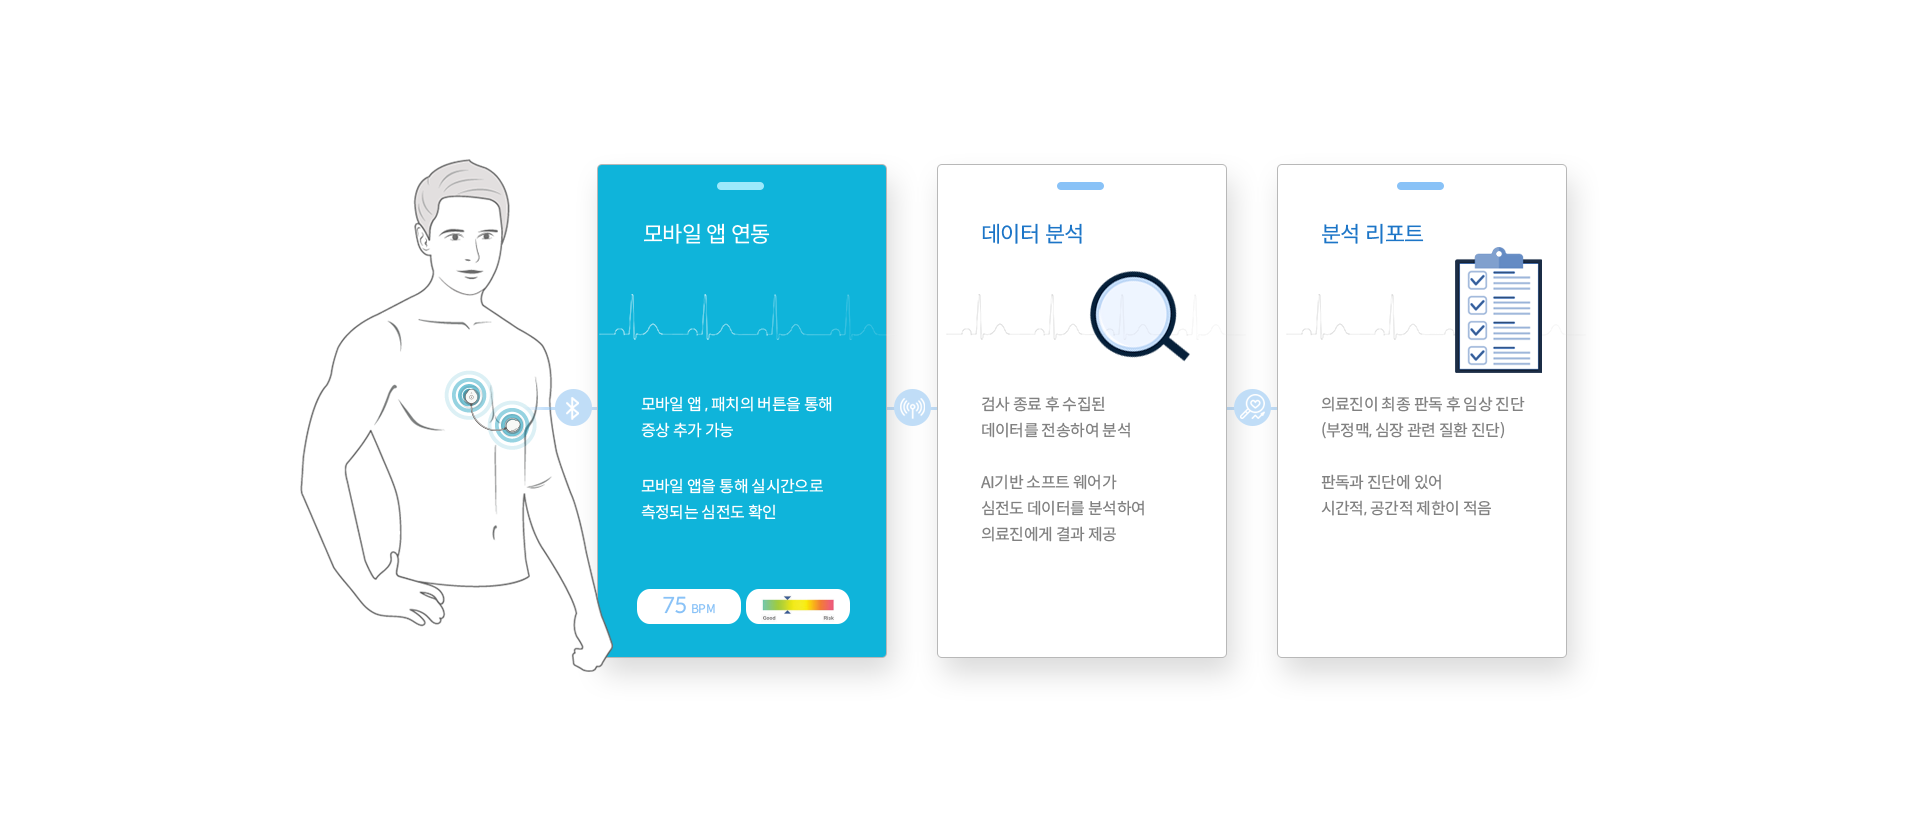 모바일 앱 연동
모바일 앱 , 패치의 버튼을 통해
증상 추가 가능
모바일 앱을 통해 실시간으로
측정되는 심전도 확인
75 BPM
Good
Risk
데이터 분석
검사 종료 후 수집된
데이터를 전송하여 분석
AI기반 소프트 웨어가
심전도 데이터를 분석하여
의료진에게 결과 제공
분석 리포트
의료진이 최종 판독 후 임상 진단
(부정맥, 심장 관련 질환 진단)
판독과 진단에 있어
시간적, 공간적 제한이 적음